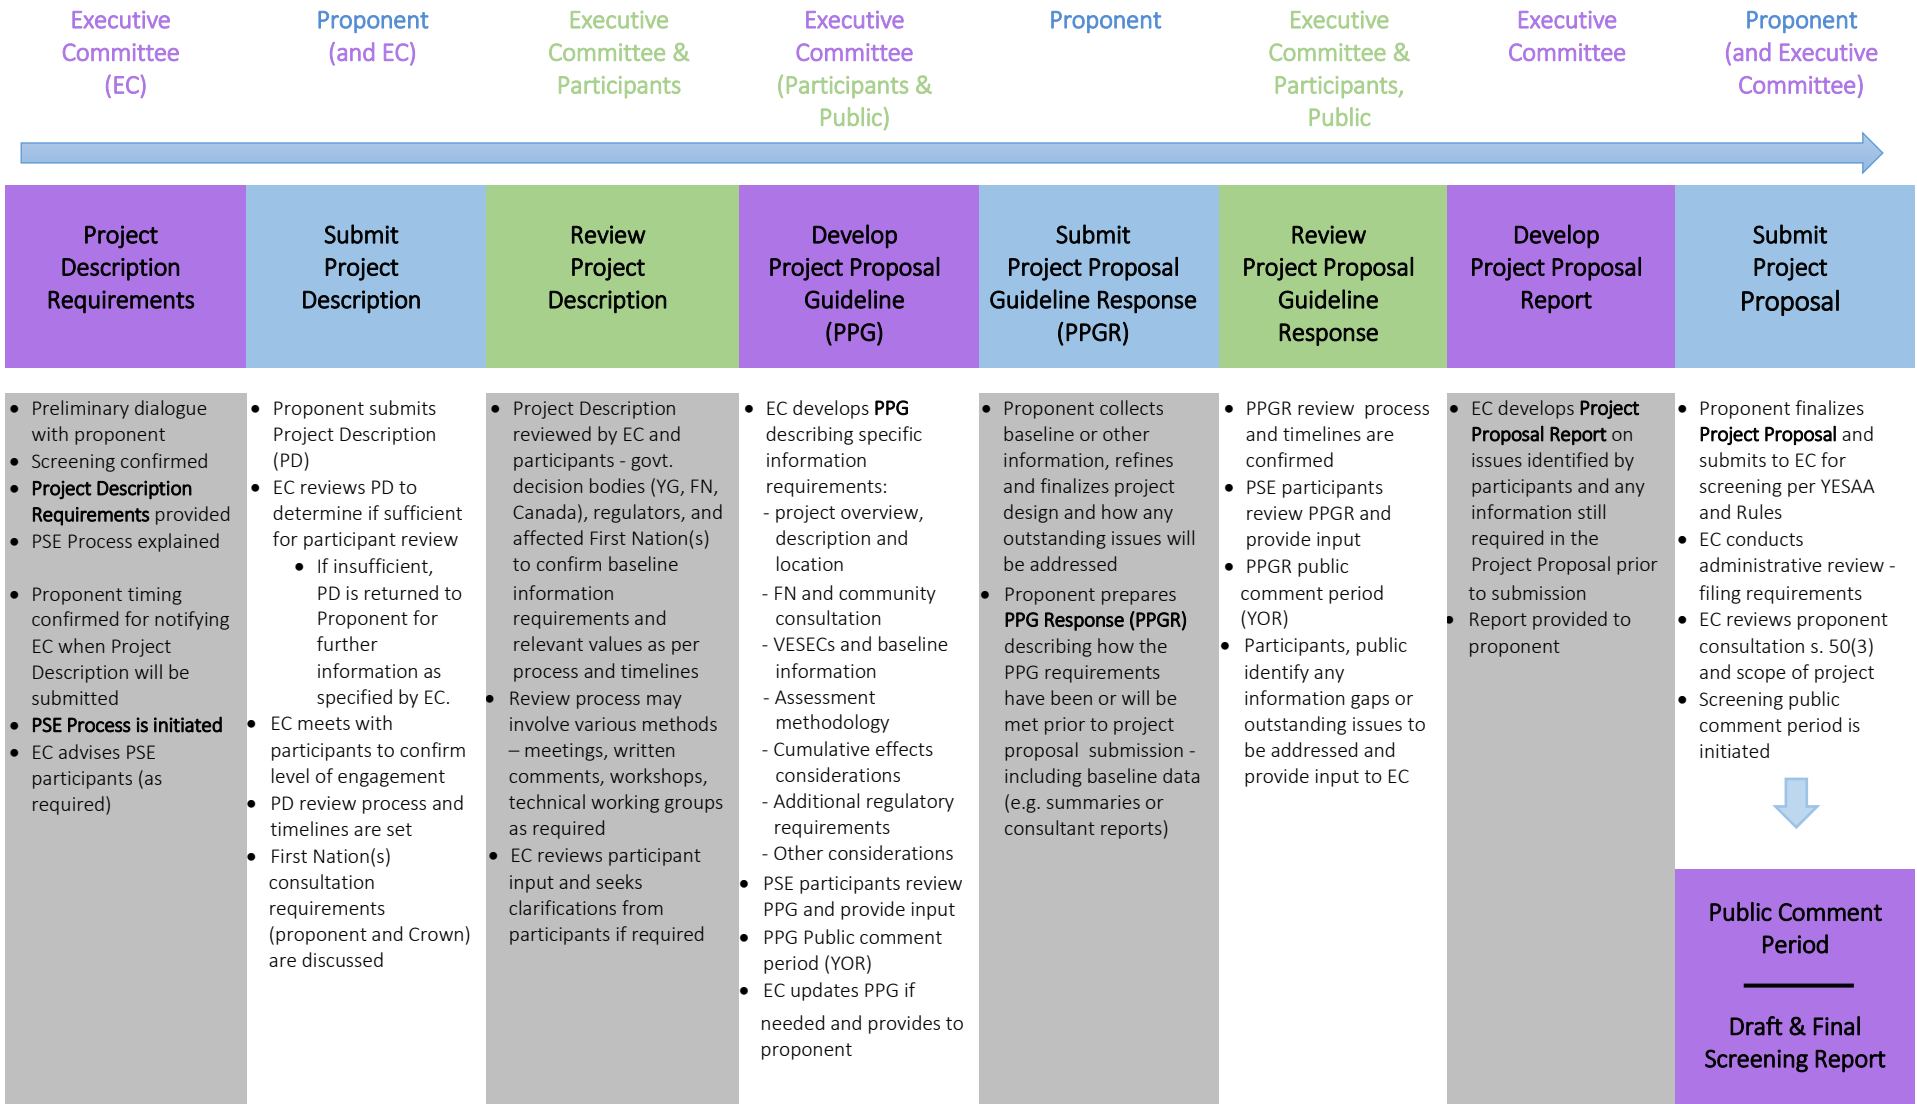 Executive
Committee
(EC)
Proponent
(and EC)
Executive
Committee &
Participants
Executive
Committee
(Participants &
Public)
Proponent
Executive
Committee &
Participants,
Public
Executive
Committee
Proponent
(and Executive
Committee)
Project
Description
Requirements
Submit
Project
Description
Review
Project
Description
Develop
Project Proposal
Guideline
(PPG)
Submit
Project Proposal
Guideline Response
(PPGR)
Review
Project Proposal
Guideline
Response
Develop
Project Proposal
Report
Submit
Project
Proposal
• Preliminary dialogue
with proponent
• Screening confirmed
• Project Description
Requirements provided
• PSE Process explained
• Proponent timing
confirmed for notifying
EC when Project
Description will be
submitted
• PSE Process is initiated
• EC advises PSE
participants (as
required)
• Proponent submits
Project Description
(PD)
• EC reviews PD to
determine if sufficient
for participant review
• If insufficient,
PD is returned to
Proponent for
further
information as
specified by EC.
• EC meets with
participants to confirm
level of engagement
• PD review process and
timelines are set
• First Nation(s)
consultation
requirements
(proponent and Crown)
are discussed
• Project Description
reviewed by EC and
participants - govt.
decision bodies (YG, FN,
Canada), regulators, and
affected First Nation(s)
to confirm baseline
information
requirements and
relevant values as per
process and timelines
• Review process may
involve various methods
– meetings, written
comments, workshops,
technical working groups
as required
• EC reviews participant
input and seeks
clarifications from
participants if required
• EC develops PPG
describing specific
information
requirements:
- project overview,
description and
location
- FN and community
consultation
- VESECs and baseline
information
- Assessment
methodology
- Cumulative effects
considerations
- Additional regulatory
requirements
- Other considerations
• PSE participants review
PPG and provide input
• PPG Public comment
period (YOR)
• EC updates PPG if
needed and provides to
proponent
• Proponent collects
baseline or other
information, refines
and finalizes project
design and how any
outstanding issues will
be addressed
• Proponent prepares
PPG Response (PPGR)
describing how the
PPG requirements
have been or will be
met prior to project
proposal submission -
including baseline data
(e.g. summaries or
consultant reports)
• PPGR review process
and timelines are
confirmed
• PSE participants
review PPGR and
provide input
• PPGR public
comment period
(YOR)
• Participants, public
identify any
information gaps or
outstanding issues to
be addressed and
provide input to EC
• EC develops Project
Proposal Report on
issues identified by
participants and any
information still
required in the
Project Proposal prior
to submission
• Report provided to
proponent
• Proponent finalizes
Project Proposal and
submits to EC for
screening per YESAA
and Rules
• EC conducts
administrative review -
filing requirements
• EC reviews proponent
consultation s. 50(3)
and scope of project
• Screening public
comment period is
initiated
Public Comment
Period
Draft & Final
Screening Report